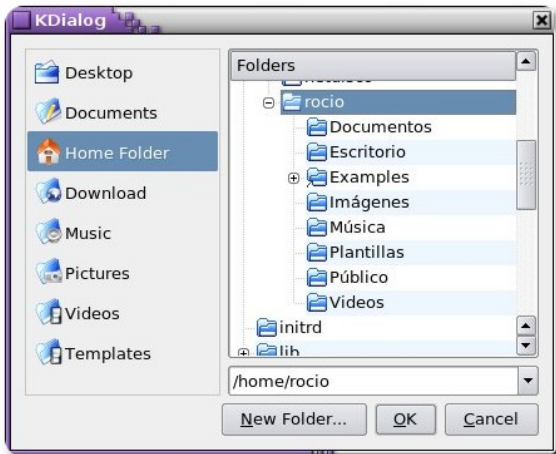 KDialog
Desktop
Documents
Home Folder
Download
Music
Pictures
Videos
Templates
Folders
rocio
Documentos
Escritorio
Examples
Imágenes
Música
Plantillas
Público
Videos
initrd
lib
/home/rocio
New Folder...
OK
Cancel